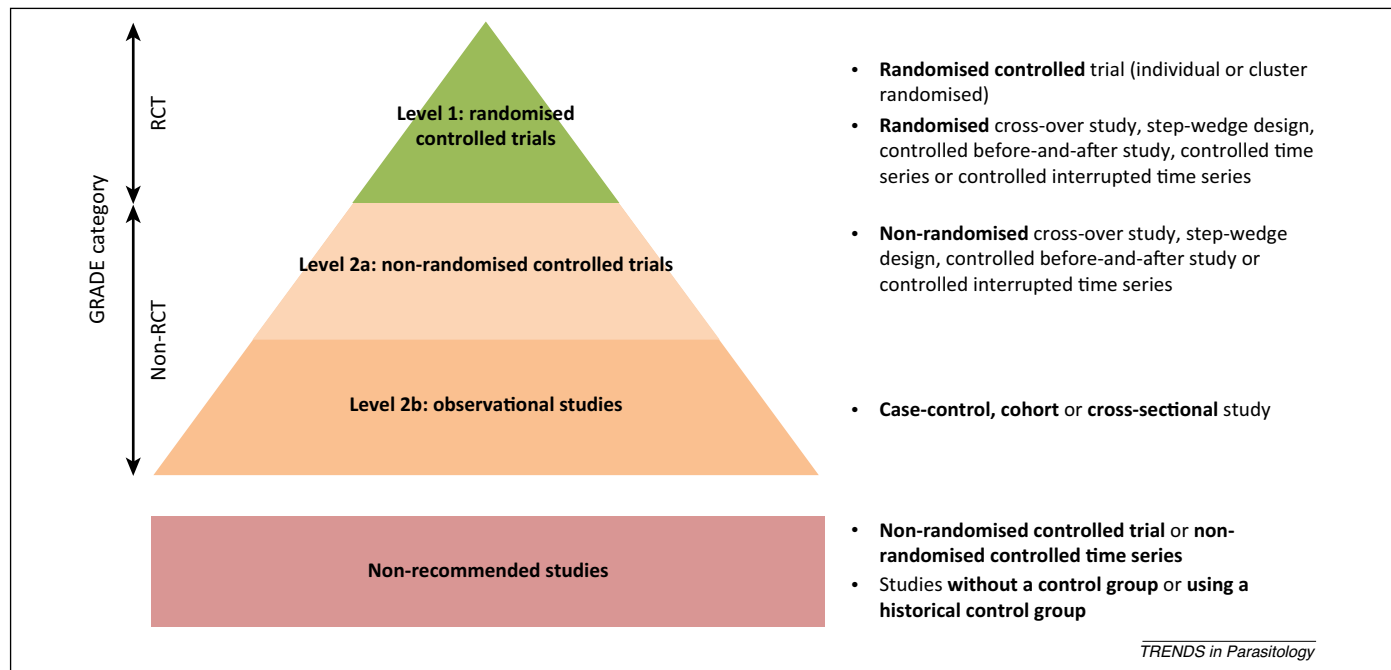 GRADE category
RCT
Non-RCT
Level 1: randomised
controlled trials
Level 2a: non-randomised controlled trials
Level 2b: observational studies
Non-recommended studies
• Randomised controlled trial (individual or cluster
randomised)
• Randomised cross-over study, step-wedge design,
controlled before-and-after study, controlled time
series or controlled interrupted time series
• Non-randomised cross-over study, step-wedge
design, controlled before-and-after study or
controlled interrupted time series
• Case-control, cohort or cross-sectional study
• Non-randomised controlled trial or non-
randomised controlled time series
• Studies without a control group or using a
historical control group
TRENDS in Parasitology